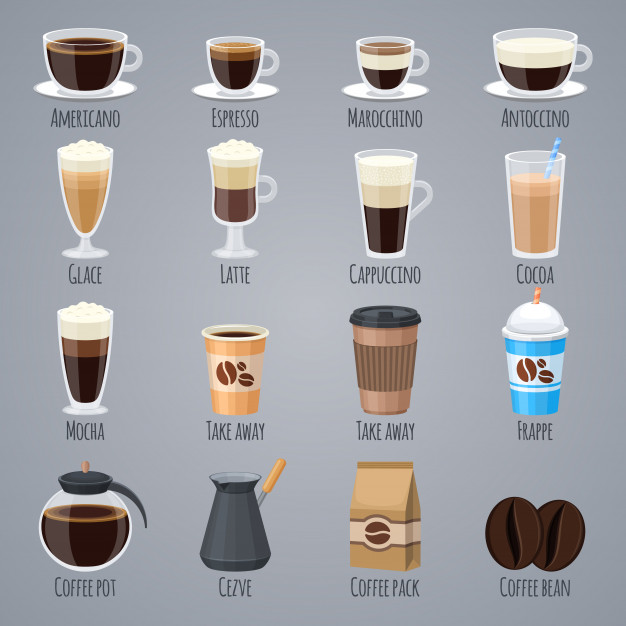 Americano
Espresso
Marocchino
Antoccino
Glace
Latte
Cappuccino
Cocoa
Mocha
Take away
Take away
Frappe
Coffee pot
Cezve
Coffee pack
Coffee bean